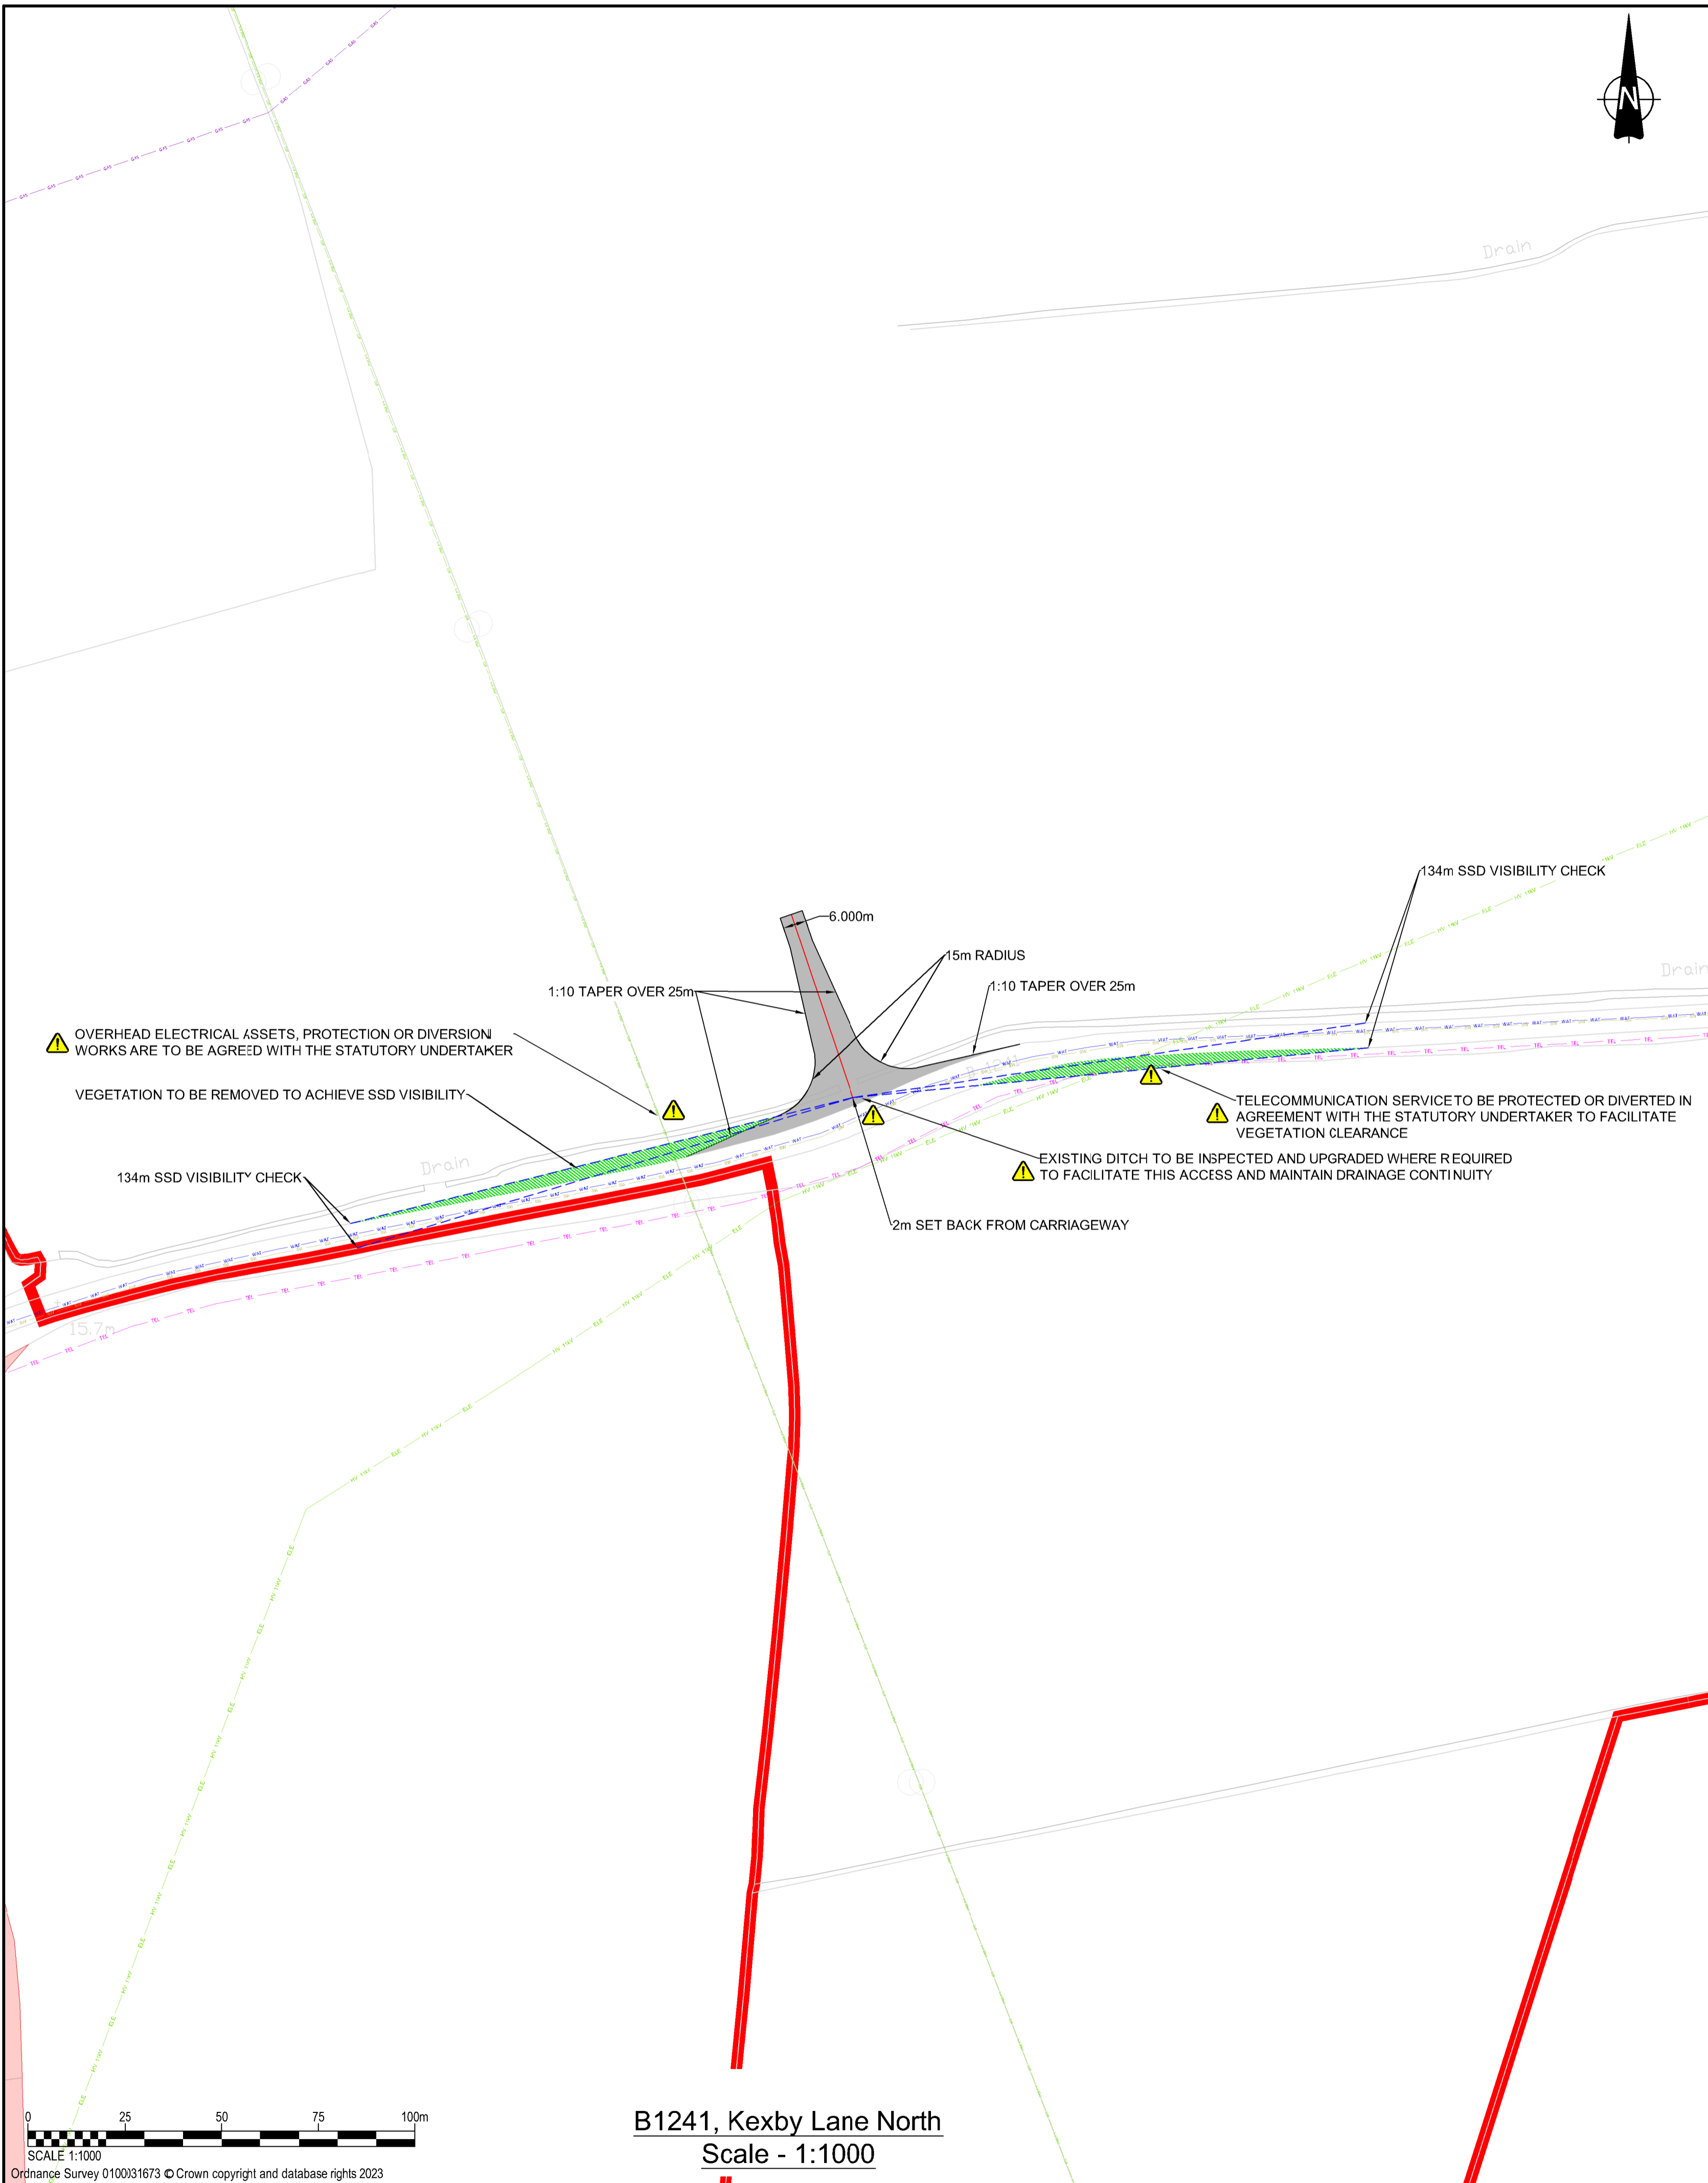 N
Drain
134m SSD VISIBILITY CHECK
6.000m
15m RADIUS
1:10 TAPER OVER 25m
1:10 TAPER OVER 25m
Drain
OVERHEAD ELECTRICAL ASSETS, PROTECTION OR DIVERSION
WORKS ARE TO BE AGREED WITH THE STATUTORY UNDERTAKER
B 1241
VEGETATION TO BE REMOVED TO ACHIEVE SSD VISIBILITY
TELECOMMUNICATION SERVICE TO BE PROTECTED OR DIVERTED IN
AGREEMENT WITH THE STATUTORY UNDERTAKER TO FACILITATE
VEGETATION CLEARANCE
EXISTING DITCH TO BE INSPECTED AND UPGRADED WHERE REQUIRED
TO FACILITATE THIS ACCESS AND MAINTAIN DRAINAGE CONTINUITY
Drain
134m SSD VISIBILITY CHECK
2m SET BACK FROM CARRIAGEWAY
15.7m
0 25 50 75 100m
SCALE 1:1000
Ordnance Survey 0100031673 © Crown copyright and database rights 2023
B1241, Kexby Lane North
Scale - 1:1000